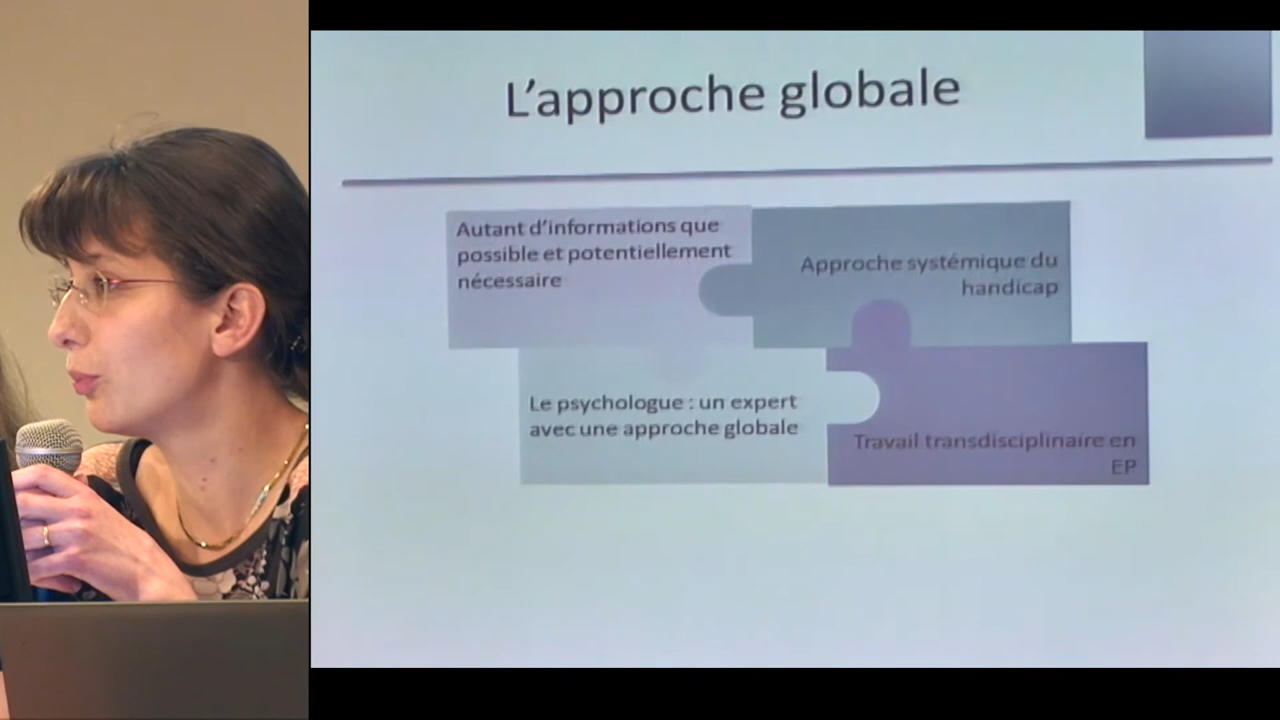 L'approche globale
Autant d'informations que
possible et potentiellement
nécessaire
Approche systémique du
handicap
Le psychologue : un expert
avec une approche globale
Travail transdisciplinaire en
EP